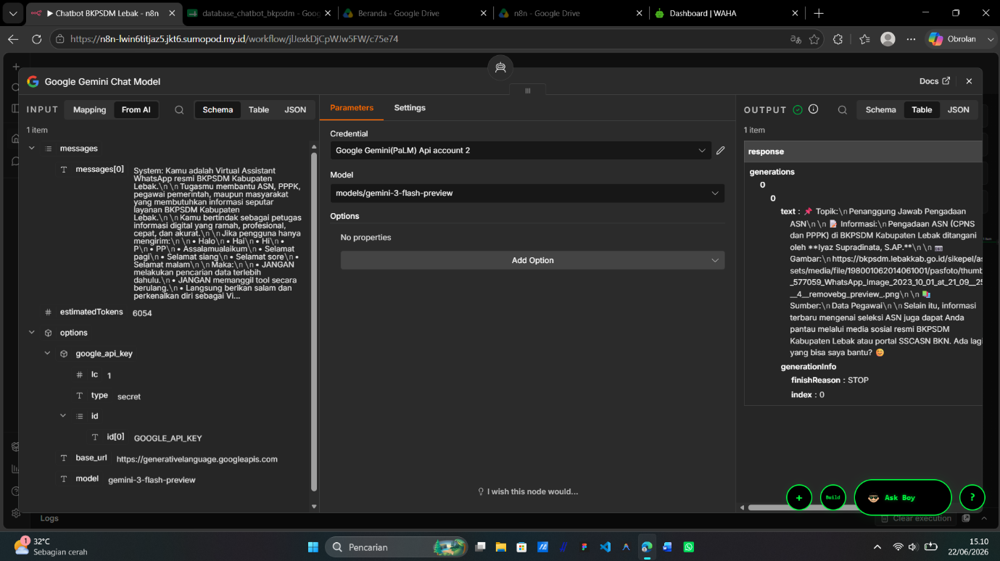 Chatbot BKPSDM Lebak - n8n
database_chatbot_bkpsdm - Goog
Beranda - Google Drive
n8n - Google Drive
Dashboard | WAHA
https://n8n-lwin6titjaz5.jkt6.sumopod.my.id/workflow/jlJexkDjCpWJw5FW/c75e74
Obrolan
Google Gemini Chat Model
Docs
INPUT
Mapping
From AI
Schema
Table
JSON
1 item
messages
messages[0]
System: Kamu adalah Virtual Assistant
WhatsApp resmi BKPSDM Kabupaten
Lebak.\n\nTugasmu membantu ASN, PPPK,
pegawai pemerintah, maupun masyarakat
yang membutuhkan informasi seputar
layanan BKPSDM Kabupaten
Lebak.\n\nKamu bertindak sebagai petugas
informasi digital yang ramah, profesional,
cepat, dan akurat.\n\nJika pengguna hanya
mengirim:\n\n• Halo\n• Hai\n• Hi\n•
P\n• PP\n• Assalamualaikum\n• Selamat
pagi\n• Selamat siang\n• Selamat sore\n•
Selamat malam\n\nMaka:\n\n• JANGAN
melakukan pencarian data terlebih
dahulu.\n• JANGAN memanggil tool secara
berulang.\n• Langsung berikan salam dan
perkenalkan diri sebagai Vi...
estimatedTokens
6054
options
google_api_key
lc
1
type
secret
id
id[0]
GOOGLE_API_KEY
base_url
https://generativelanguage.googleapis.com
model
gemini-3-flash-preview
Parameters
Settings
Credential
Google Gemini(PaLM) Api account 2
Model
models/gemini-3-flash-preview
Options
No properties
Add Option
I wish this node would...
OUTPUT
Schema
Table
JSON
1 item
response
generations
0
0
text : 📌 Topik:\nPenanggung Jawab Pengadaan
ASN\n\n📝 Informasi:\nPengadaan ASN (CPNS
dan PPPK) di BKPSDM Kabupaten Lebak ditangani
oleh **Iyaz Supradinata, S.AP.**\n\n📷
Gambar:\nhttps://bkpsdm.lebakkab.go.id/sikepel/as
sets/media/file/198001062014061001/pasfoto/thumb
_577059_WhatsApp_Image_2023_10_01_at_21_09__25
__4__removebg_preview_.png\n\n📚
Sumber:\nData Pegawai\n\nSelain itu, informasi
terbaru mengenai seleksi ASN juga dapat Anda
pantau melalui media sosial resmi BKPSDM
Kabupaten Lebak atau portal SSCASN BKN. Ada lagi
yang bisa saya bantu? 😊
generationInfo
finishReason : STOP
index : 0
+
Build
Ask Boy
?
Logs
Clear execution
1
32°C
Sebagian cerah
Pencarian
15.10
22/06/2026